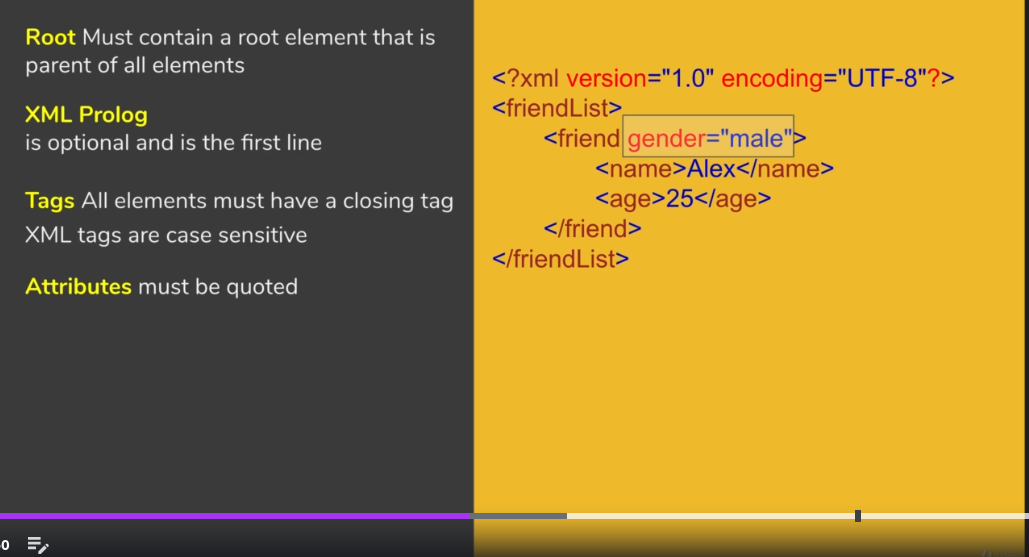 Root Must contain a root element that is
parent of all elements
XML Prolog
is optional and is the first line
Tags All elements must have a closing tag
XML tags are case sensitive
Attributes must be quoted
<?xml version="1.0" encoding="UTF-8"?>
<friendList>
<friend gender="male">
<name>Alex</name>
<age>25</age>
</friend>
</friendList>